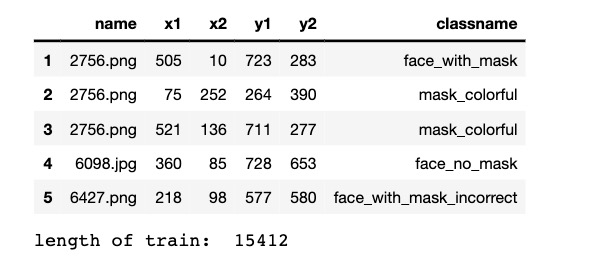 name x1 x2 y1 y2 classname
1 2756.png 505 10 723 283 face_with_mask
2 2756.png 75 252 264 390 mask_colorful
3 2756.png 521 136 711 277 mask_colorful
4 6098.jpg 360 85 728 653 face_no_mask
5 6427.png 218 98 577 580 face_with_mask_incorrect
length of train:  15412